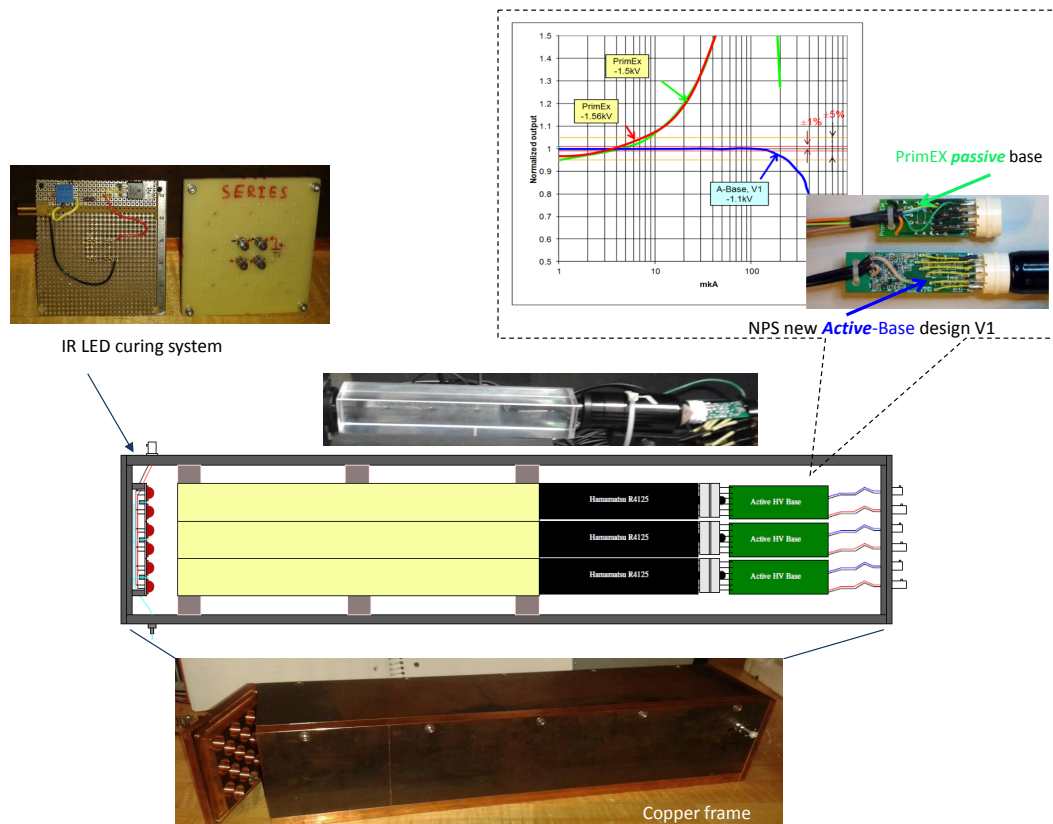 1.5
1.4
1.3
1.2
1.1
1
0.9
0.8
0.7
0.6
0.5
Normalized output
1
10
100
mkA
PrimEx
-1.5kV
PrimEx
-1.56kV
±1%
±5%
A-Base, V1
-1.1kV
PrimEX passive base
NPS new Active-Base design V1
SERIES
IR LED curing system
Hamamatsu R4125
Active HV Base
Hamamatsu R4125
Active HV Base
Hamamatsu R4125
Active HV Base
Copper frame